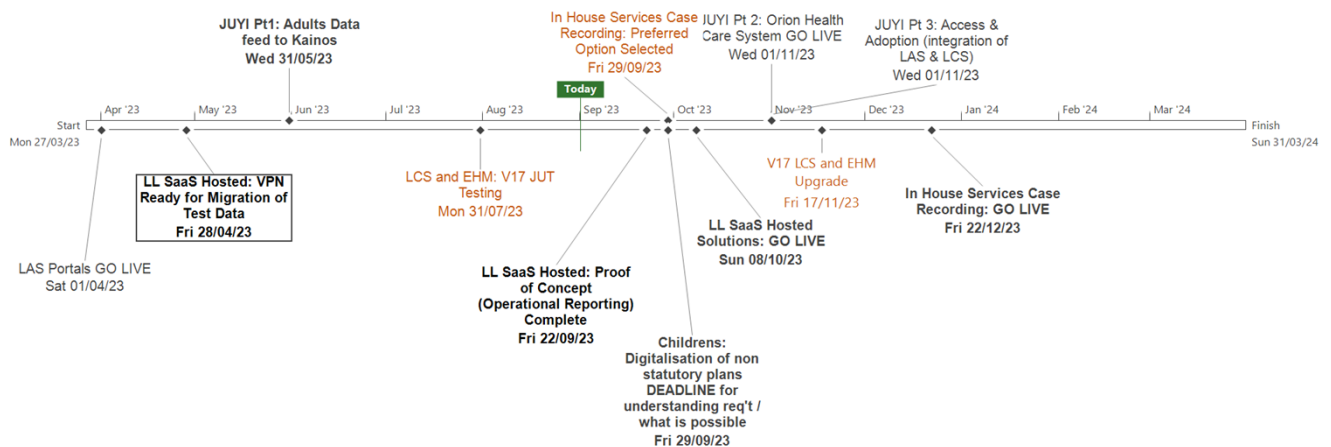 JUYI Pt1: Adults Data
feed to Kainos
Wed 31/05/23
In House Services Case
Recording: Preferred
Option Selected
Fri 29/09/23
JUYI Pt 2: Orion Health
Care System GO LIVE
Wed 01/11/23
JUYI Pt 3: Access &
Adoption (integration of
LAS & LCS)
Wed 01/11/23
Today
Apr '23
May '23
Jun '23
Jul '23
Aug '23
Sep '23
Oct '23
Nov '23
Dec '23
Jan '24
Feb '24
Mar '24
Start
Mon 27/03/23
Finish
Sun 31/03/24
LAS Portals GO LIVE
Sat 01/04/23
LL SaaS Hosted: VPN
Ready for Migration of
Test Data
Fri 28/04/23
LCS and EHM: V17 JUT
Testing
Mon 31/07/23
LL SaaS Hosted: Proof
of Concept
(Operational Reporting)
Complete
Fri 22/09/23
Childrens:
Digitalisation of non
statutory plans
DEADLINE for
understanding req't /
what is possible
Fri 29/09/23
LL SaaS Hosted
Solutions: GO LIVE
Sun 08/10/23
V17 LCS and EHM
Upgrade
Fri 17/11/23
In House Services Case
Recording: GO LIVE
Fri 22/12/23